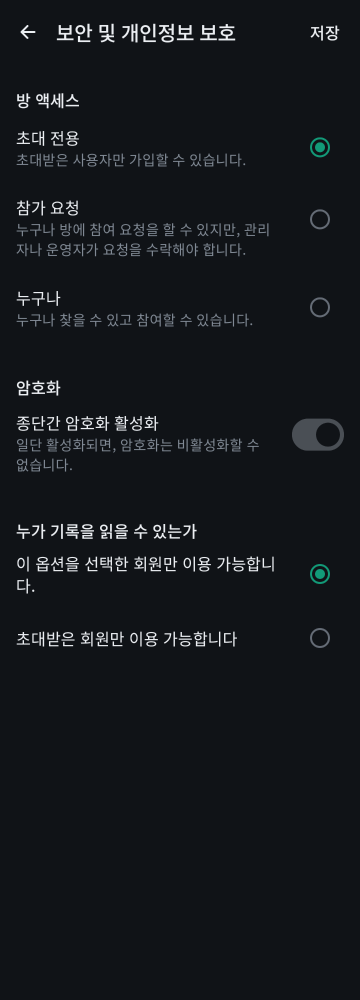 보안 및 개인정보 보호
저장
방 액세스
초대 전용
초대받은 사용자만 가입할 수 있습니다.
참가 요청
누구나 방에 참여 요청을 할 수 있지만, 관리
자나 운영자가 요청을 수락해야 합니다.
누구나
누구나 찾을 수 있고 참여할 수 있습니다.
암호화
종단간 암호화 활성화
일단 활성화되면, 암호화는 비활성화할 수
없습니다.
누가 기록을 읽을 수 있는가
이 옵션을 선택한 회원만 이용 가능합니
다.
초대받은 회원만 이용 가능합니다